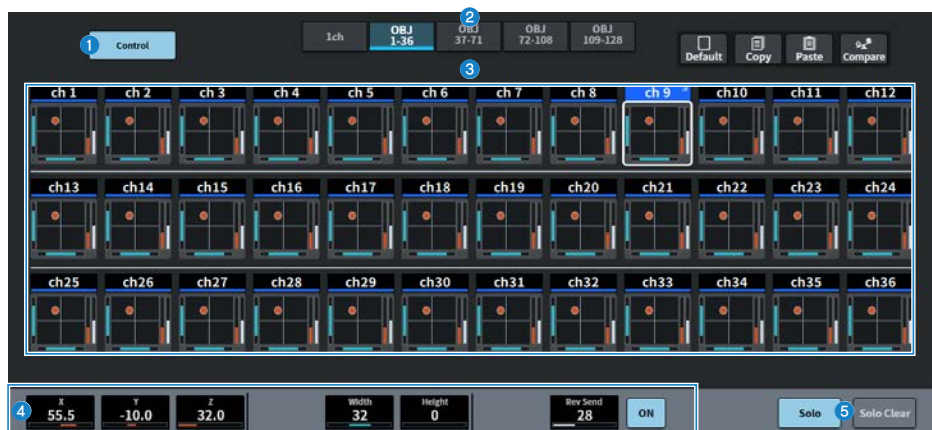 2
1 Control 1ch OBJ 1-36 OBJ 37-71 OBJ 72-108 OBJ 109-128
Default Copy Paste Compare
3
ch 1 ch 2 ch 3 ch 4 ch 5 ch 6 ch 7 ch 8 ch 9 ch10 ch11 ch12
ch13 ch14 ch15 ch16 ch17 ch18 ch19 ch20 ch21 ch22 ch23 ch24
ch25 ch26 ch27 ch28 ch29 ch30 ch31 ch32 ch33 ch34 ch35 ch36
X Y Z Width Height Rev Send
4 55.5 -10.0 32.0 32 0 28 ON Solo 5 Solo Clear